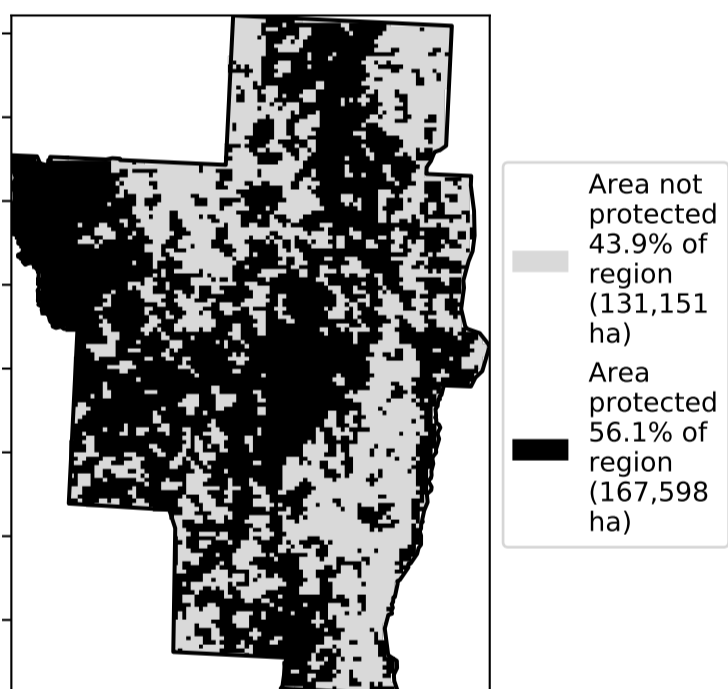 Area not
protected
43.9% of
region
(131,151
ha)
Area
protected
56.1% of
region
(167,598
ha)